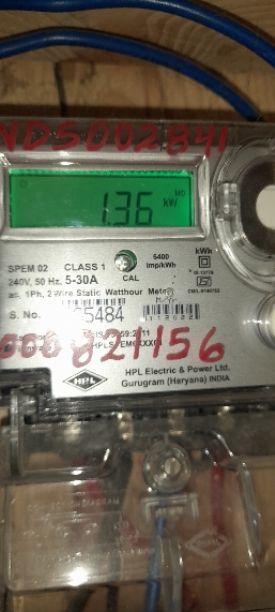 NDS002841
MD
1.36 kW
5400 imp/kWh
kWh
SPEM 02 CLASS 1
CAL
240V, 50 Hz. 5-30A
ac. 1Ph, 2 Wire Static Watthour Meter
S. No.
5484
000821156
HPL
HPL Electric & Power Ltd.
Gurugram (Haryana) INDIA
HPL